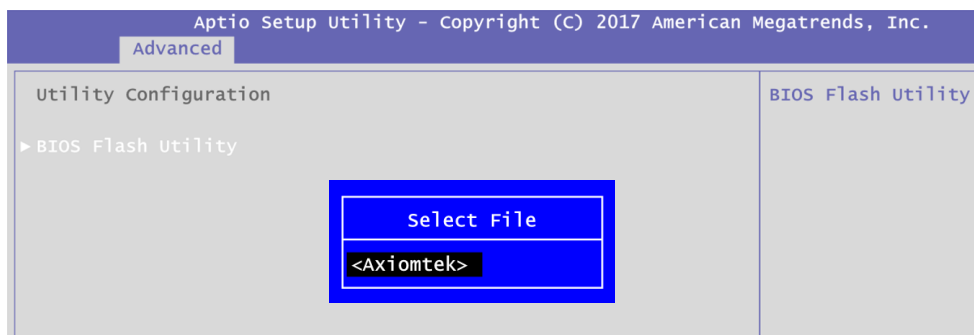 Aptio Setup Utility - Copyright (C) 2017 American Megatrends, Inc.
Advanced
Utility Configuration
BIOS Flash Utility
►BIOS Flash Utility
Select File
<Axiomtek>